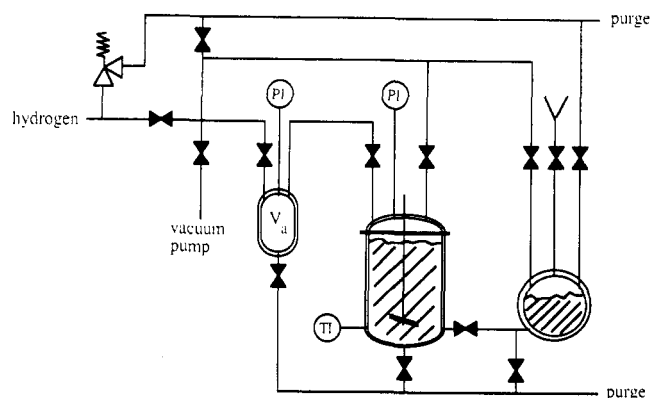 purge
PI
PI
hydrogen
V
a
vacuum
pump
TI
purge